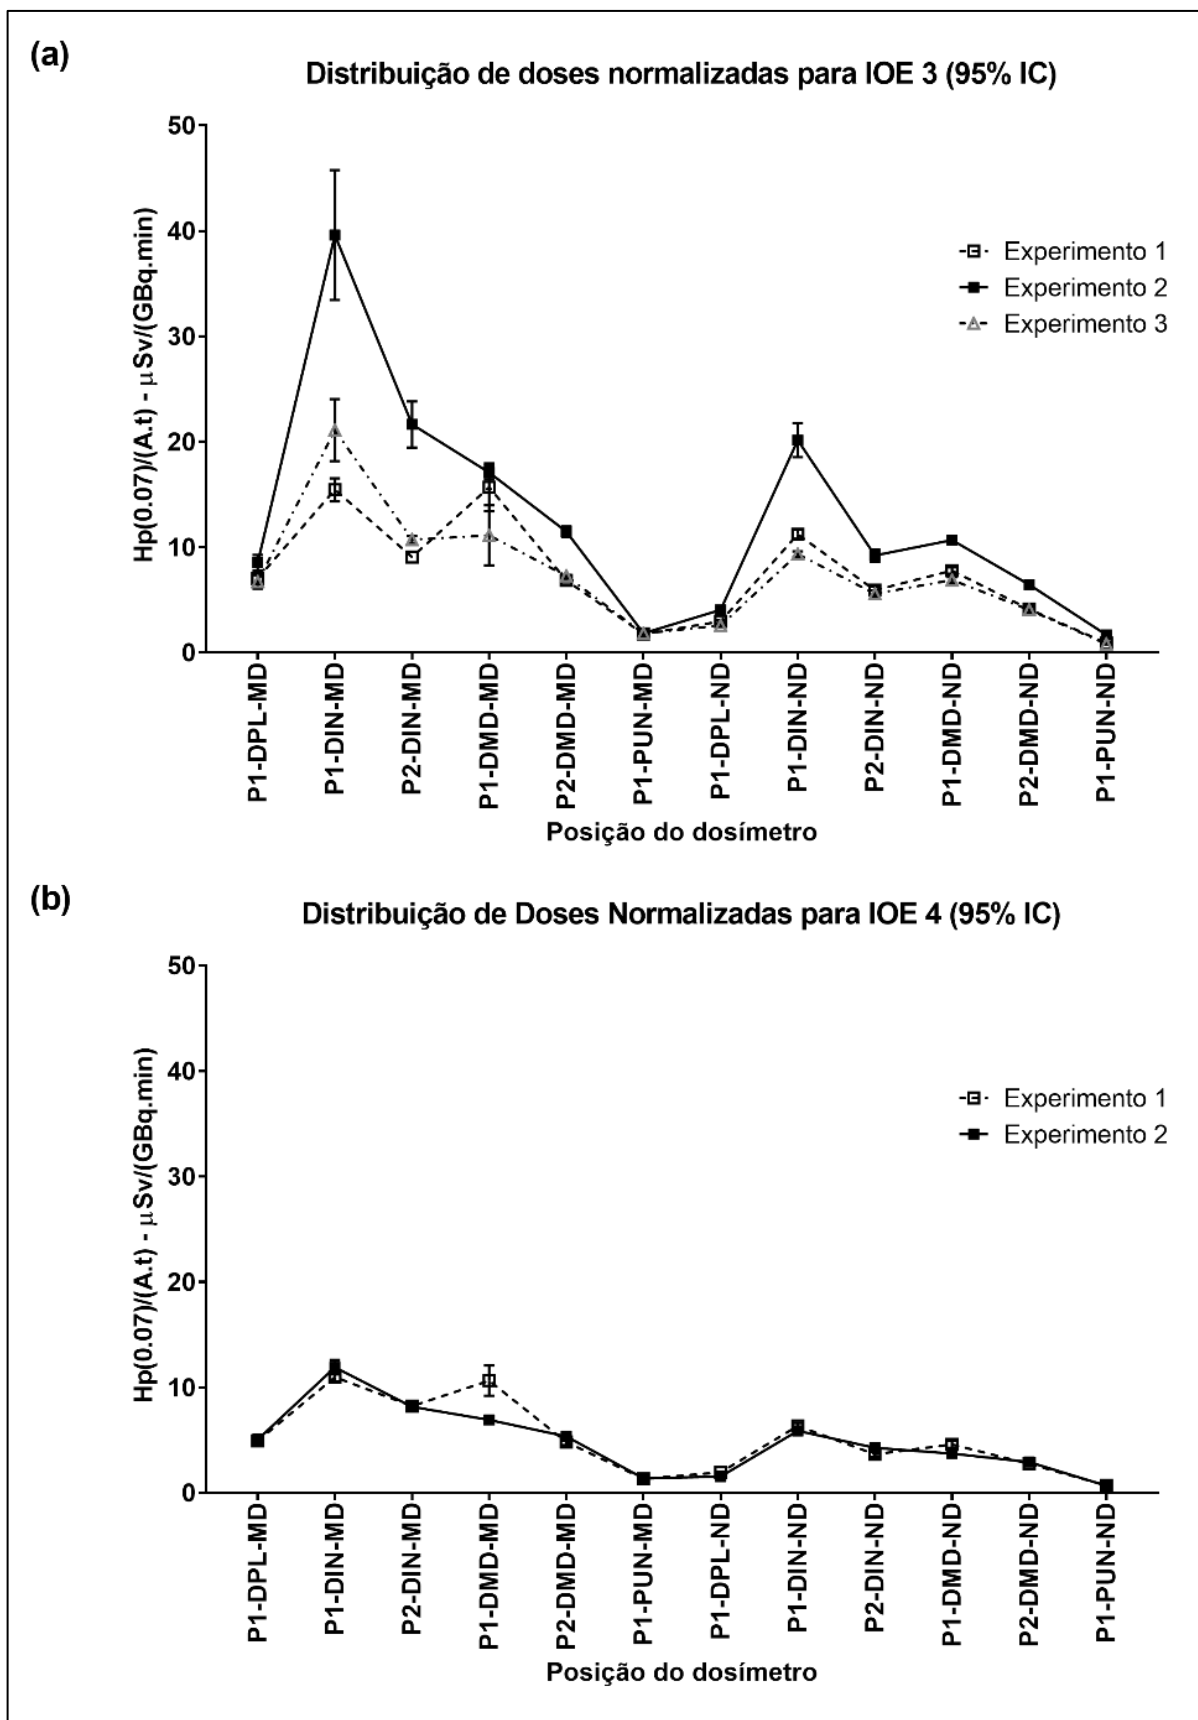 (a)
Distribuição de doses normalizadas para IOE 3 (95% IC)
50
40
30
20
10
0
Hp(0.07)/(A.t) - µSv/(GBq.min)
Experimento 1
Experimento 2
Experimento 3
P1-DPL-MD
P1-DIN-MD
P2-DIN-MD
P1-DMD-MD
P2-DMD-MD
P1-PUN-MD
P1-DPL-ND
P1-DIN-ND
P2-DIN-ND
P1-DMD-ND
P2-DMD-ND
P1-PUN-ND
Posição do dosímetro
(b)
Distribuição de Doses Normalizadas para IOE 4 (95% IC)
50
40
30
20
10
0
Hp(0.07)/(A.t) - µSv/(GBq.min)
Experimento 1
Experimento 2
P1-DPL-MD
P1-DIN-MD
P2-DIN-MD
P1-DMD-MD
P2-DMD-MD
P1-PUN-MD
P1-DPL-ND
P1-DIN-ND
P2-DIN-ND
P1-DMD-ND
P2-DMD-ND
P1-PUN-ND
Posição do dosímetro